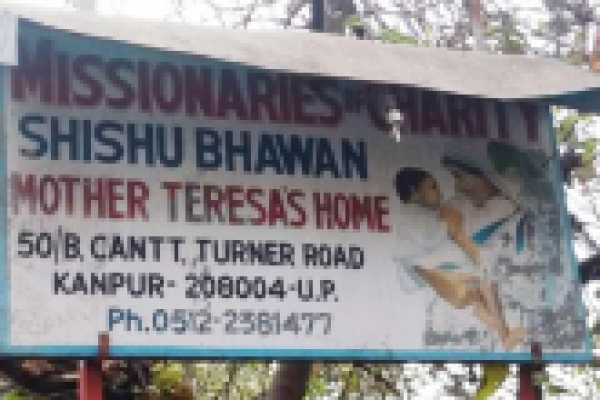 MISSIONARIES OF CHARITY
SHISHU BHAWAN
MOTHER TERESA'S HOME
50/B, CANTT, TURNER ROAD
KANPUR- 208004-U.P.
Ph.0512-2381477